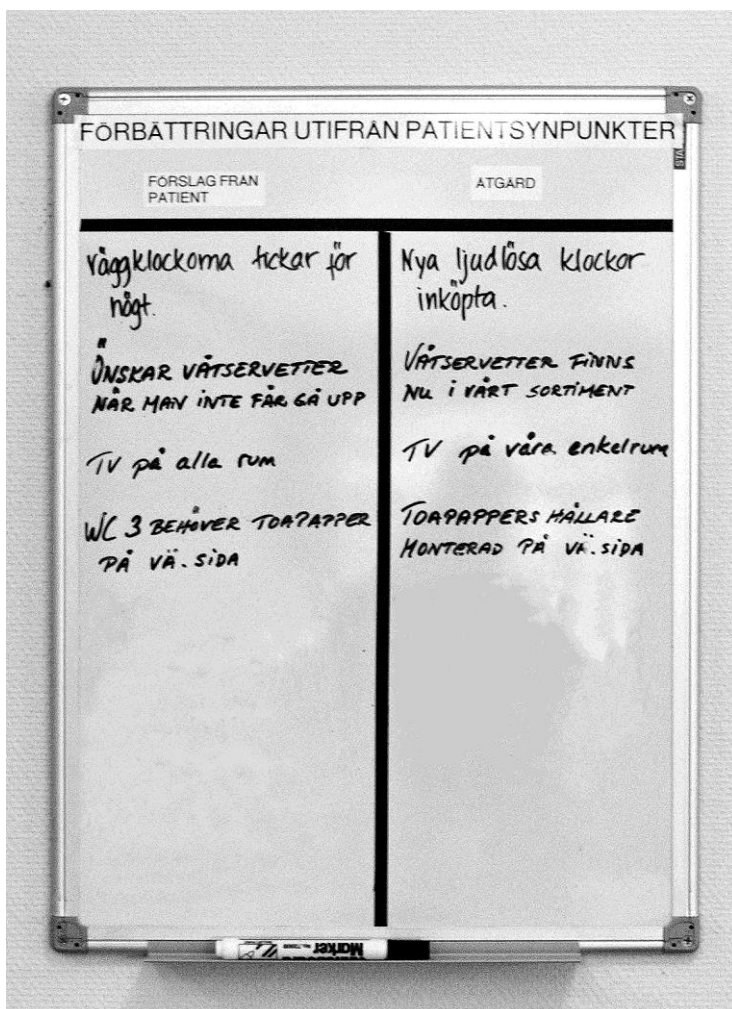 FÖRBÄTTRINGAR UTIFRÅN PATIENTSYNPUNKTER
FÖRSLAG FRÅN
PATIENT
ÅTGÄRD
Väggklockorna tickar för
högt.
Nya ljudlösa klockor
inköpta.
ÖNSKAR VÅTSERVETTER
NÄR MAN INTE FÅR GÅ UPP
VÅTSERVETTER FINNS
NU I VÅRT SORTIMENT
TV på alla rum
TV på våra enkelrum
WC 3 BEHÖVER TOAPAPPER
PÅ VÄ. SIDA
TOAPAPPERS HÅLLARE
MONTERAD PÅ VÄ. SIDA
Marker